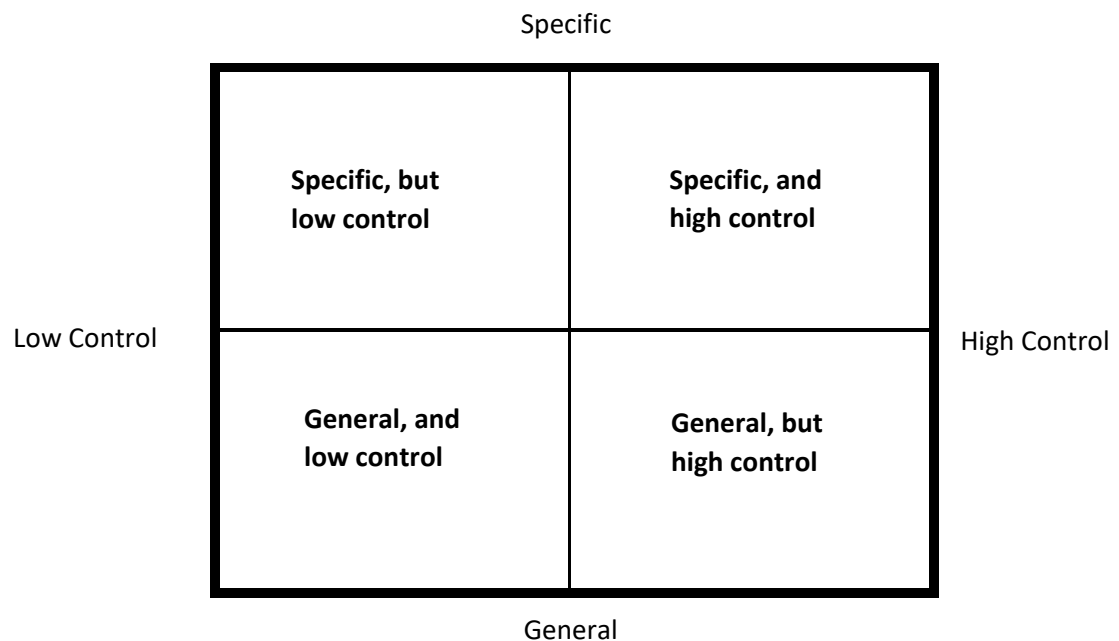 Specific
Specific, but
low control
Specific, and
high control
Low Control
High Control
General, and
low control
General, but
high control
General